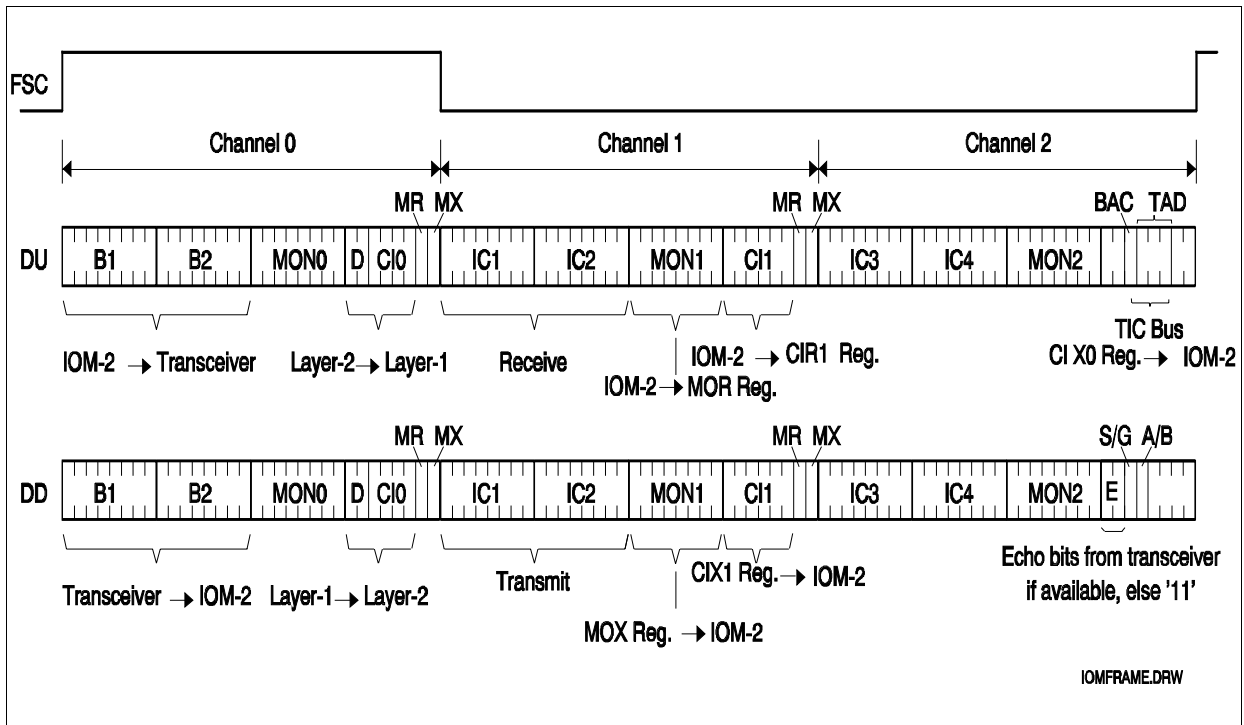 FSC
Channel 0 Channel 1 Channel 2
MR MX MR MX BAC TAD
DU B1 B2 MON0 D CI0 IC1 IC2 MON1 CI1 IC3 IC4 MON2
IOM-2 → Transceiver Layer-2 → Layer-1 Receive IOM-2 → CIR1 Reg. TIC Bus
IOM-2 → MOR Reg. CI X0 Reg. → IOM-2
MR MX MR MX S/G A/B
DD B1 B2 MON0 D CI0 IC1 IC2 MON1 CI1 IC3 IC4 MON2 E
Transceiver → IOM-2 Layer-1 → Layer-2 Transmit CIX1 Reg. → IOM-2 Echo bits from transceiver
if available, else '11'
MOX Reg. → IOM-2
IOMFRAME.DRW